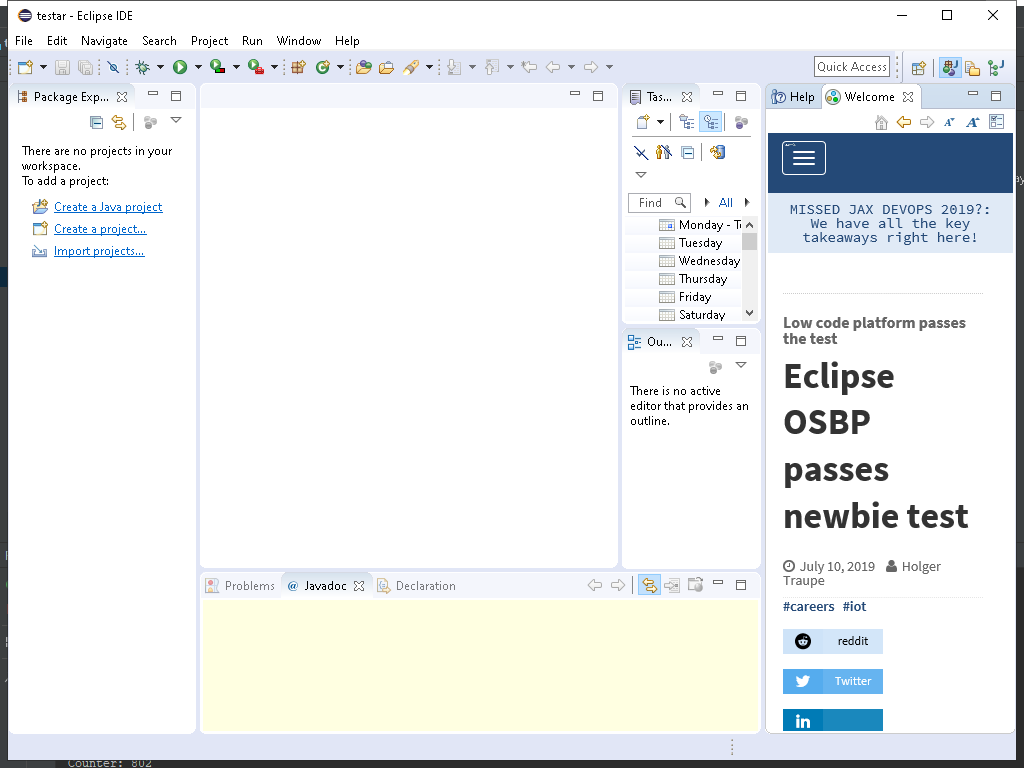 testar - Eclipse IDE
File Edit Navigate Search Project Run Window Help
Quick Access
Package Exp...
There are no projects in your
workspace.
To add a project:
Create a Java project
Create a project...
Import projects...
Tas...
Find All
Monday - T
Tuesday
Wednesday
Thursday
Friday
Saturday
Ou...
There is no active
editor that provides an
outline.
Problems @ Javadoc Declaration
Help Welcome
MISSED JAX DEVOPS 2019?:
We have all the key
takeaways right here!
Low code platform passes
the test
Eclipse
OSBP
passes
newbie test
July 10, 2019 Holger
Traupe
#careers #iot
reddit
Twitter
in
Counter: 802